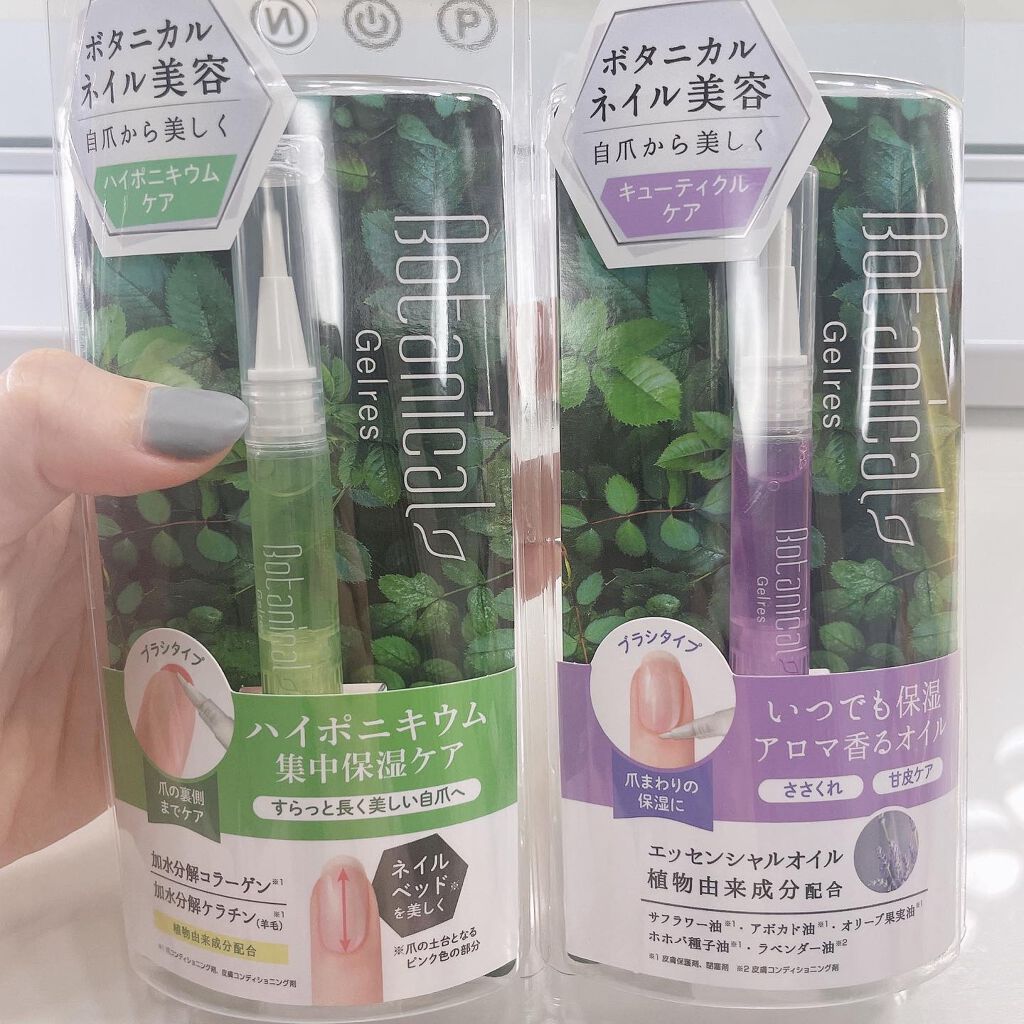 ボタニカル
ネイル美容
自爪から美しく
ハイポニキウム
ケア
Botanical
Gelres
Botanical
Gelres
ブラシタイプ
爪の裏側
までケア
ハイポニキウム
集中保湿ケア
すらっと長く美しい自爪へ
加水分解コラーゲン※1
加水分解ケラチン(羊毛)※1
植物由来成分配合
皮膚コンディショニング剤
ネイル
ベッド※
を美しく
※爪の土台となる
ピンク色の部分
ボタニカル
ネイル美容
自爪から美しく
キューティクル
ケア
Botanical
Gelres
Botanical
Gelres
ブラシタイプ
爪まわりの
保湿に
いつでも保湿
アロマ香るオイル
ささくれ
甘皮ケア
エッセンシャルオイル
植物由来成分配合
サフラワー油※1・アボカド油※1・オリーブ果実油※1
ホホバ種子油※1・ラベンダー油※2
※1 皮膚保護剤、閉塞剤 ※2 皮膚コンディショニング剤